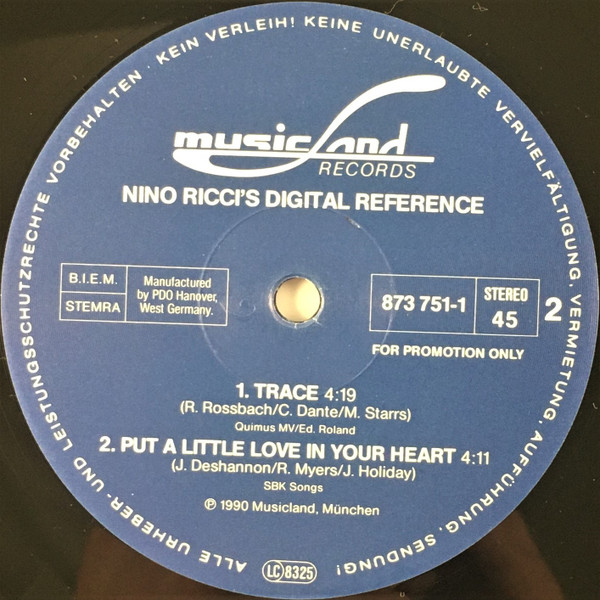 ALLE URHEBER- UND LEISTUNGSSCHUTZRECHTE VORBEHALTEN · KEIN VERLEIH! KEINE UNERLAUBTE VERVIELFÄLTIGUNG, VERMIETUNG, AUFFÜHRUNG, SENDUNG!
musicland
RECORDS
NINO RICCI'S DIGITAL REFERENCE
B.I.E.M.
STEMRA
Manufactured
by PDO Hanover,
West Germany.
873 751-1
STEREO
45
2
FOR PROMOTION ONLY
1. TRACE 4:19
(R. Rossbach/C. Dante/M. Starrs)
Quimus MV/Ed. Roland
2. PUT A LITTLE LOVE IN YOUR HEART 4:11
(J. Deshannon/R. Myers/J. Holiday)
SBK Songs
℗ 1990 Musicland, München
LC 8325